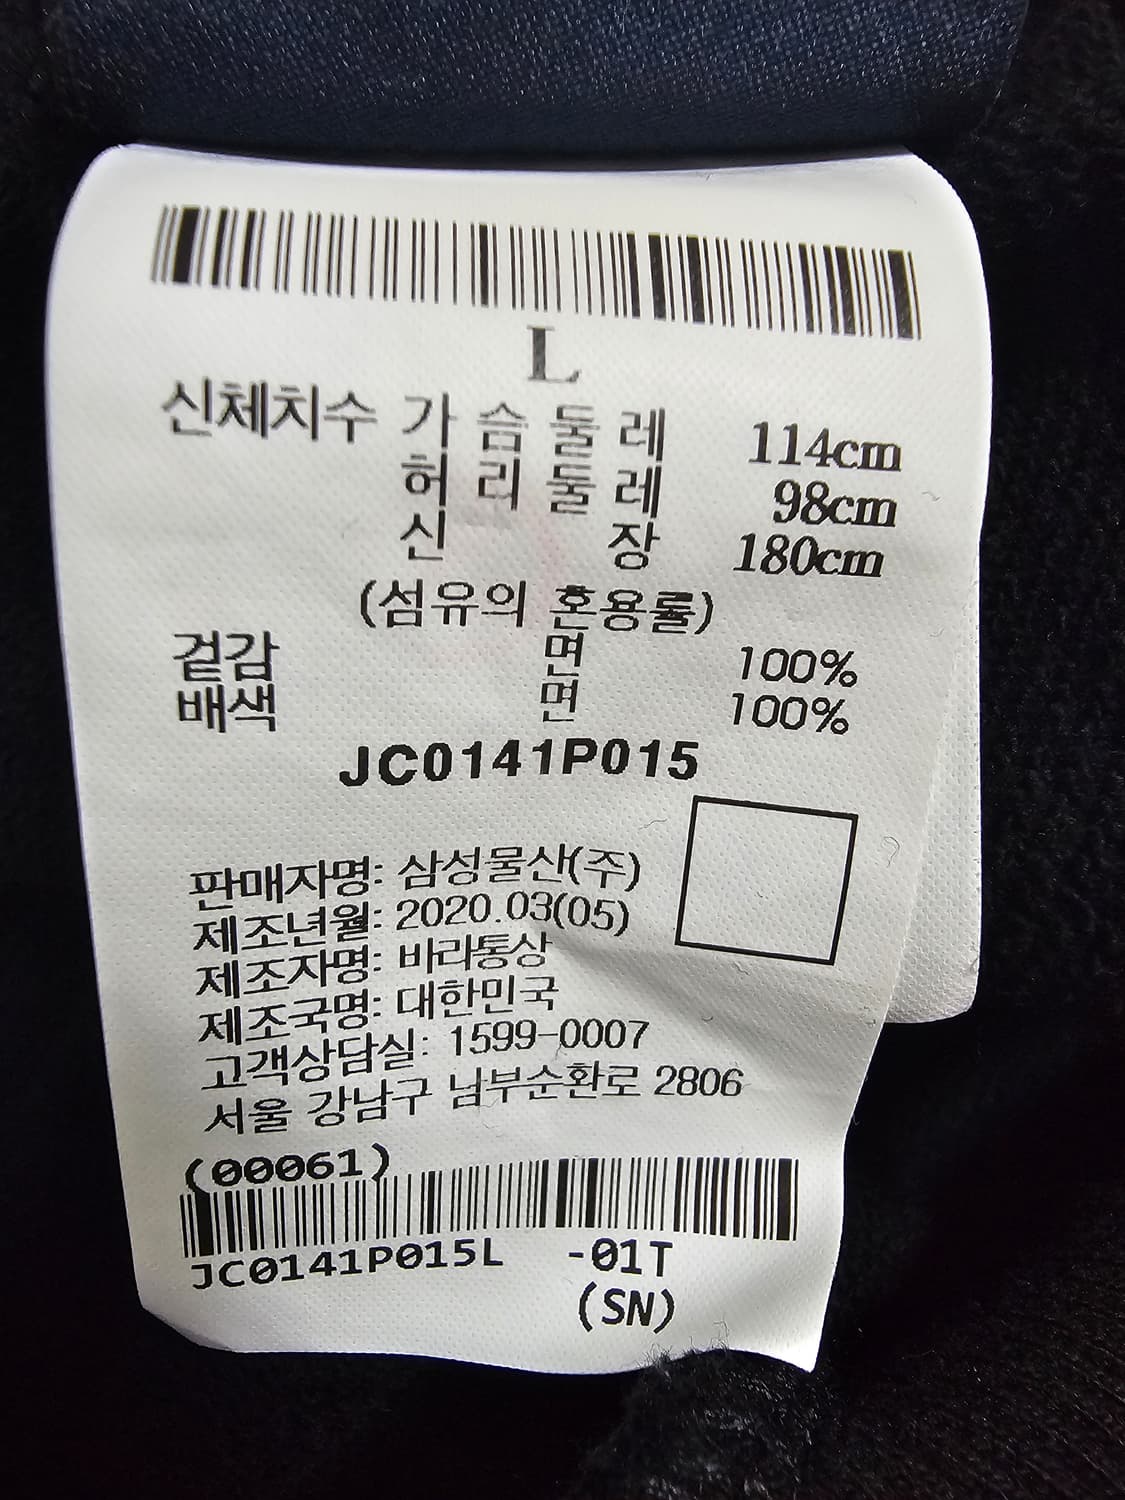 L
신체치수 가 슴 둘 레 114cm
허 리 둘 레 98cm
신 장 180cm
(섬유의 혼용률)
겉감 면 100%
배색 면 100%
JC0141P015
판매자명: 삼성물산(주)
제조년월: 2020.03(05)
제조자명: 바라통상
제조국명: 대한민국
고객상담실: 1599-0007
서울 강남구 남부순환로 2806
(00061)
JC0141P015L -01T
(SN)